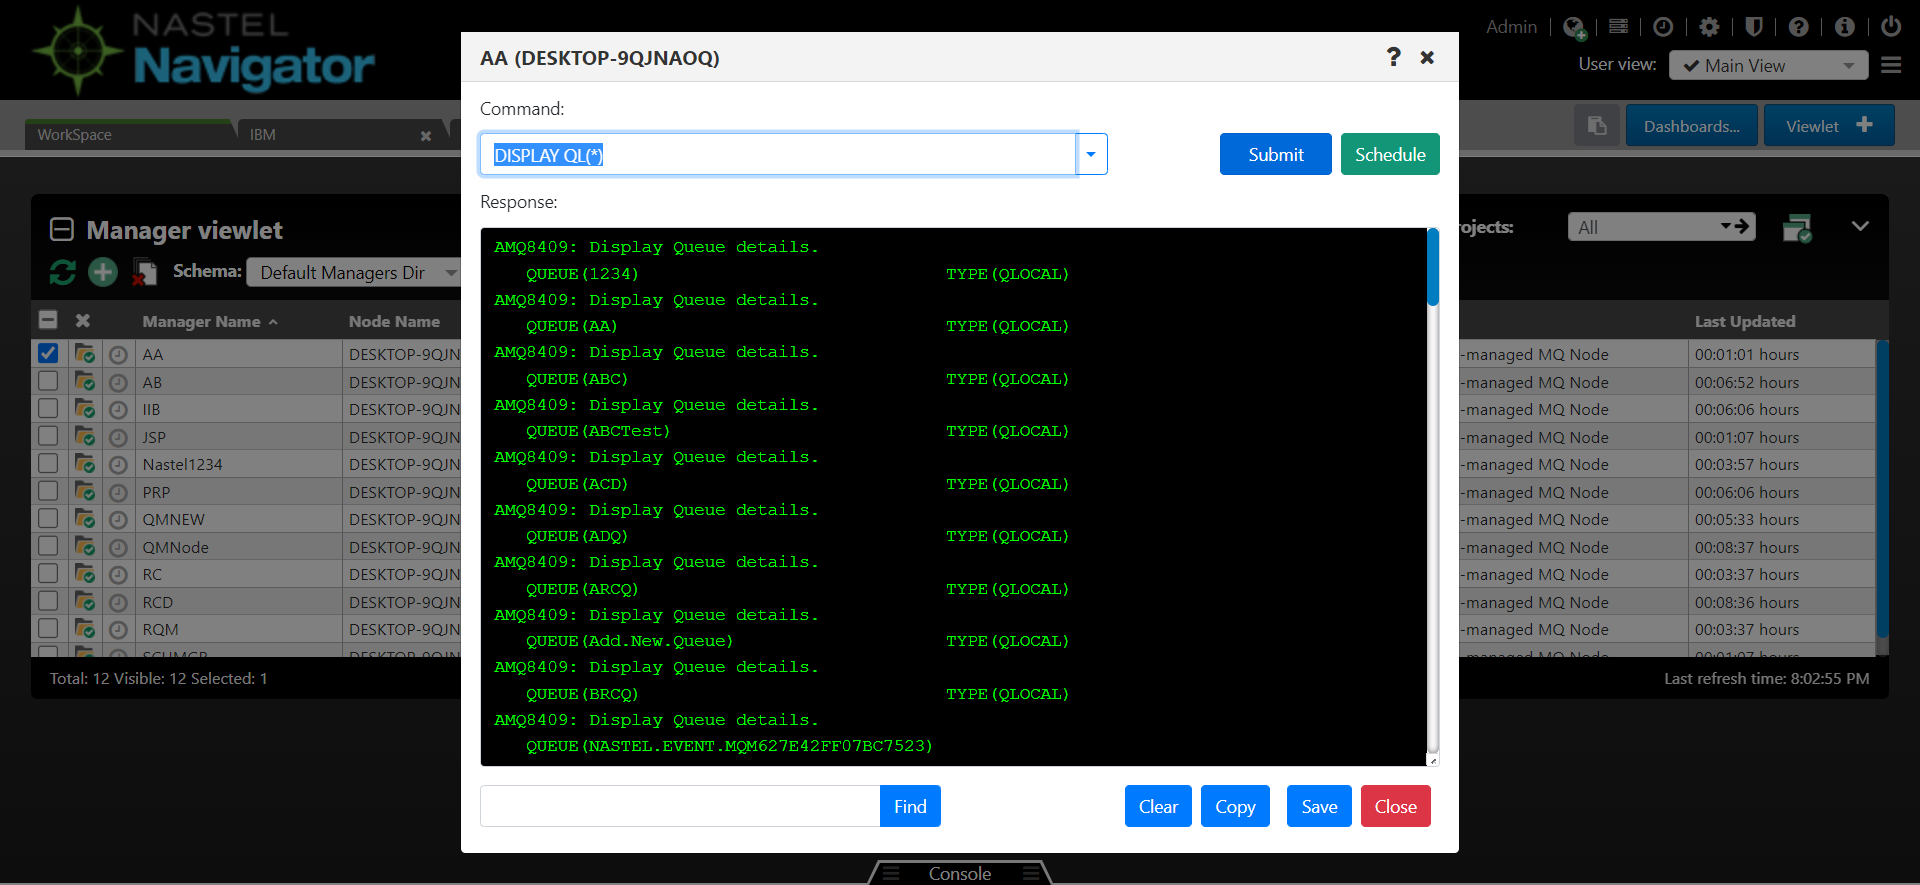 NASTEL
Navigator
Admin
User view:
Main View
WorkSpace
IBM
Dashboards...
Viewlet
Manager viewlet
Schema:
Default Managers Dir
ojects:
All
Manager Name
Node Name
Last Updated
AA
DESKTOP-9QJN
-managed MQ Node
00:01:01 hours
AB
DESKTOP-9QJN
-managed MQ Node
00:06:52 hours
IIB
DESKTOP-9QJN
-managed MQ Node
00:06:06 hours
JSP
DESKTOP-9QJN
-managed MQ Node
00:01:07 hours
Nastel1234
DESKTOP-9QJN
-managed MQ Node
00:03:57 hours
PRP
DESKTOP-9QJN
-managed MQ Node
00:06:06 hours
QMNEW
DESKTOP-9QJN
-managed MQ Node
00:05:33 hours
QMNode
DESKTOP-9QJN
-managed MQ Node
00:08:37 hours
RC
DESKTOP-9QJN
-managed MQ Node
00:03:37 hours
RCD
DESKTOP-9QJN
-managed MQ Node
00:08:36 hours
RQM
DESKTOP-9QJN
-managed MQ Node
00:03:37 hours
DESKTOP-9QJN
-managed MQ Node
00:01:07 hours
Total: 12 Visible: 12 Selected: 1
Last refresh time: 8:02:55 PM
AA (DESKTOP-9QJNAOQ)
Command:
DISPLAY QL(*)
Submit
Schedule
Response:
AMQ8409: Display Queue details.
QUEUE(1234) TYPE(QLOCAL)
AMQ8409: Display Queue details.
QUEUE(AA) TYPE(QLOCAL)
AMQ8409: Display Queue details.
QUEUE(ABC) TYPE(QLOCAL)
AMQ8409: Display Queue details.
QUEUE(ABCTest) TYPE(QLOCAL)
AMQ8409: Display Queue details.
QUEUE(ACD) TYPE(QLOCAL)
AMQ8409: Display Queue details.
QUEUE(ADQ) TYPE(QLOCAL)
AMQ8409: Display Queue details.
QUEUE(ARCQ) TYPE(QLOCAL)
AMQ8409: Display Queue details.
QUEUE(Add.New.Queue) TYPE(QLOCAL)
AMQ8409: Display Queue details.
QUEUE(BRCQ) TYPE(QLOCAL)
AMQ8409: Display Queue details.
QUEUE(NASTEL.EVENT.MQM627E42FF07BC7523)
Find
Clear
Copy
Save
Close
Console